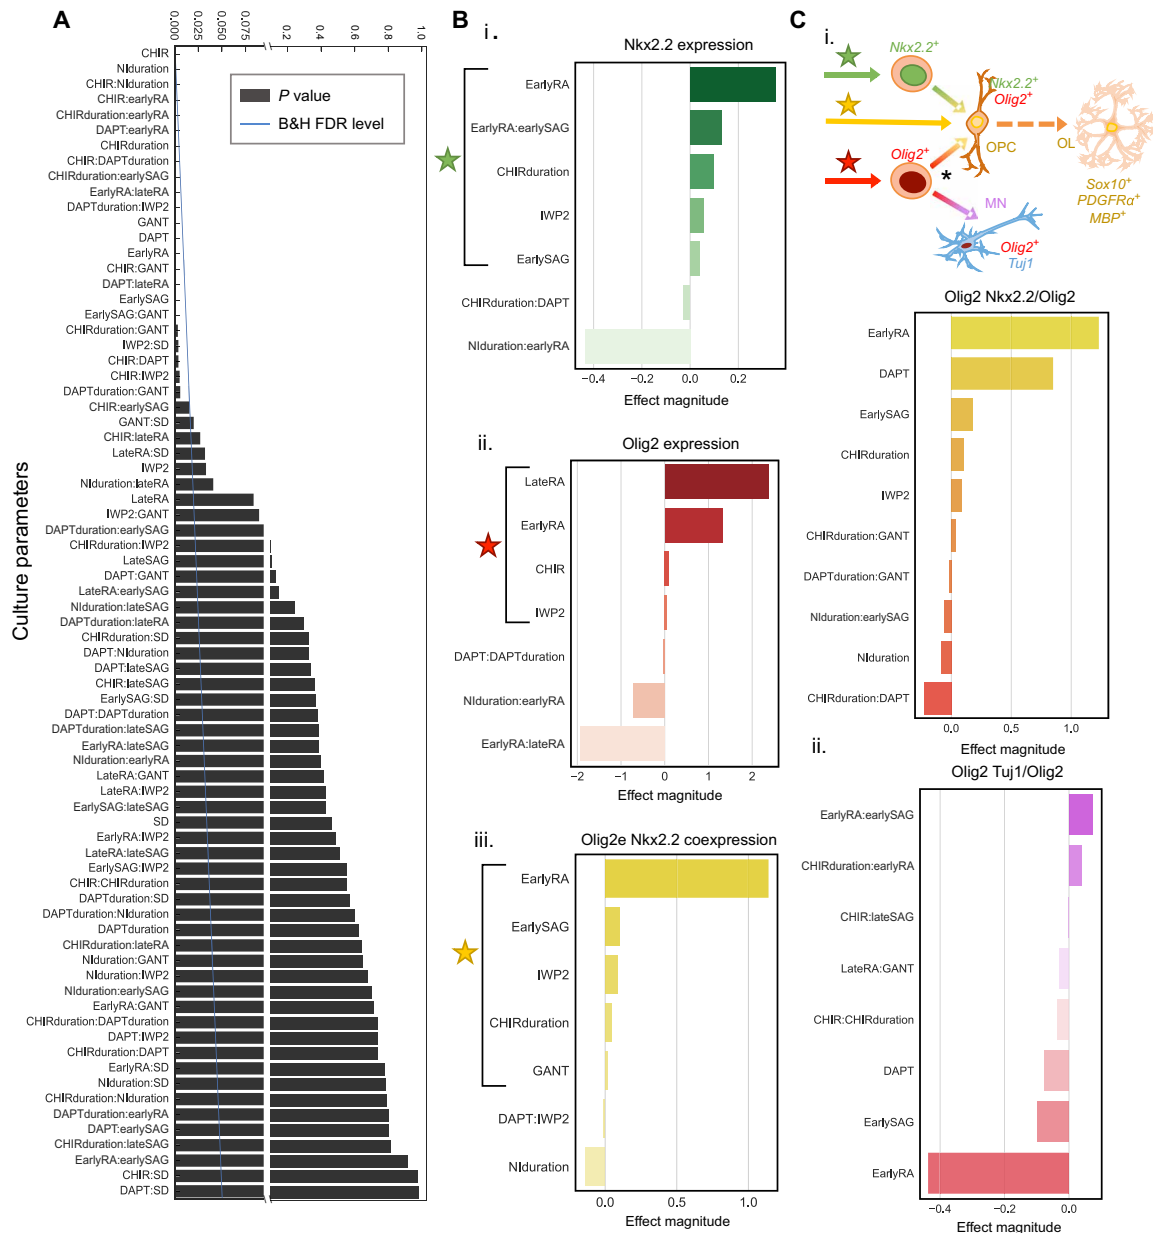 A
0.000
0.025
0.050
0.075
0.2
0.4
0.6
0.8
1.0
P value
B&H FDR level
Culture parameters
CHIR
NIduration
CHIR:NIduration
CHIR:earlyRA
CHIRduration:earlyRA
DAPT:earlyRA
CHIRduration
CHIR:DAPTduration
CHIRduration:earlySAG
EarlyRA:lateRA
DAPTduration:IWP2
GANT
DAPT
EarlyRA
CHIR:GANT
DAPT:lateRA
EarlySAG
EarlySAG:GANT
CHIRduration:GANT
IWP2:SD
CHIR:DAPT
CHIR:IWP2
DAPTduration:GANT
CHIR:earlySAG
GANT:SD
CHIR:lateRA
LateRA:SD
IWP2
NIduration:lateRA
LateRA
IWP2:GANT
DAPTduration:earlySAG
CHIRduration:IWP2
LateSAG
DAPT:GANT
LateRA:earlySAG
NIduration:lateSAG
DAPTduration:lateRA
CHIRduration:SD
DAPT:NIduration
DAPT:lateSAG
CHIR:lateSAG
EarlySAG:SD
DAPT:DAPTduration
DAPTduration:lateSAG
EarlyRA:lateSAG
NIduration:earlyRA
LateRA:GANT
LateRA:IWP2
EarlySAG:lateSAG
SD
EarlyRA:IWP2
LateRA:lateSAG
EarlySAG:IWP2
CHIR:CHIRduration
DAPTduration:SD
DAPTduration:NIduration
DAPTduration
CHIRduration:lateRA
NIduration:GANT
NIduration:IWP2
NIduration:earlySAG
EarlyRA:GANT
CHIRduration:DAPTduration
DAPT:IWP2
CHIRduration:DAPT
EarlyRA:SD
NIduration:SD
CHIRduration:NIduration
DAPTduration:earlyRA
DAPT:earlySAG
CHIRduration:lateSAG
EarlyRA:earlySAG
CHIR:SD
DAPT:SD
B
i.
Nkx2.2 expression
EarlyRA
EarlyRA:earlySAG
CHIRduration
IWP2
EarlySAG
CHIRduration:DAPT
NIduration:earlyRA
−0.4 −0.2 0.0 0.2
Effect magnitude
ii.
Olig2 expression
LateRA
EarlyRA
CHIR
IWP2
DAPT:DAPTduration
NIduration:earlyRA
EarlyRA:lateRA
−2 −1 0 1 2
Effect magnitude
iii.
Olig2e Nkx2.2 coexpression
EarlyRA
EarlySAG
IWP2
CHIRduration
GANT
DAPT:IWP2
NIduration
0.0 0.5 1.0
Effect magnitude
C
i.
Nkx2.2+
Nkx2.2+
Olig2+
OPC
OL
Olig2+
*
MN
Olig2+
Tuj1
Sox10+
PDGFRα+
MBP+
Olig2 Nkx2.2/Olig2
EarlyRA
DAPT
EarlySAG
CHIRduration
IWP2
CHIRduration:GANT
DAPTduration:GANT
NIduration:earlySAG
NIduration
CHIRduration:DAPT
0.0 0.5 1.0
Effect magnitude
ii.
Olig2 Tuj1/Olig2
EarlyRA:earlySAG
CHIRduration:earlyRA
CHIR:lateSAG
LateRA:GANT
CHIR:CHIRduration
DAPT
EarlySAG
EarlyRA
−0.4 −0.2 0.0
Effect magnitude